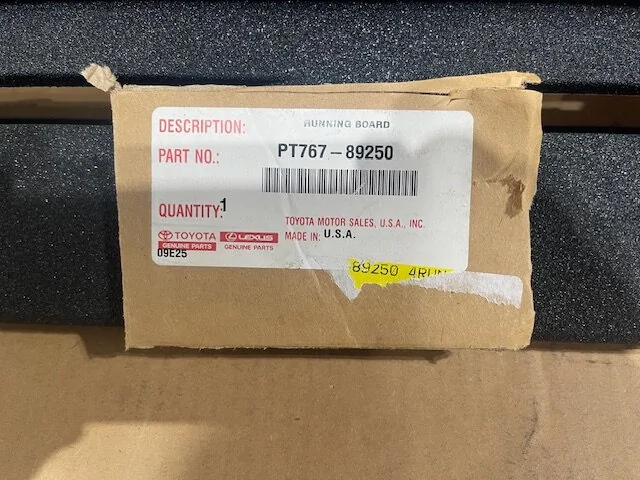 DESCRIPTION: RUNNING BOARD
PART NO.: PT767-89250
QUANTITY: 1
TOYOTA MOTOR SALES, U.S.A., INC.
TOYOTA LEXUS MADE IN: U.S.A.
GENUINE PARTS GENUINE PARTS
09E25
89250 4RUN